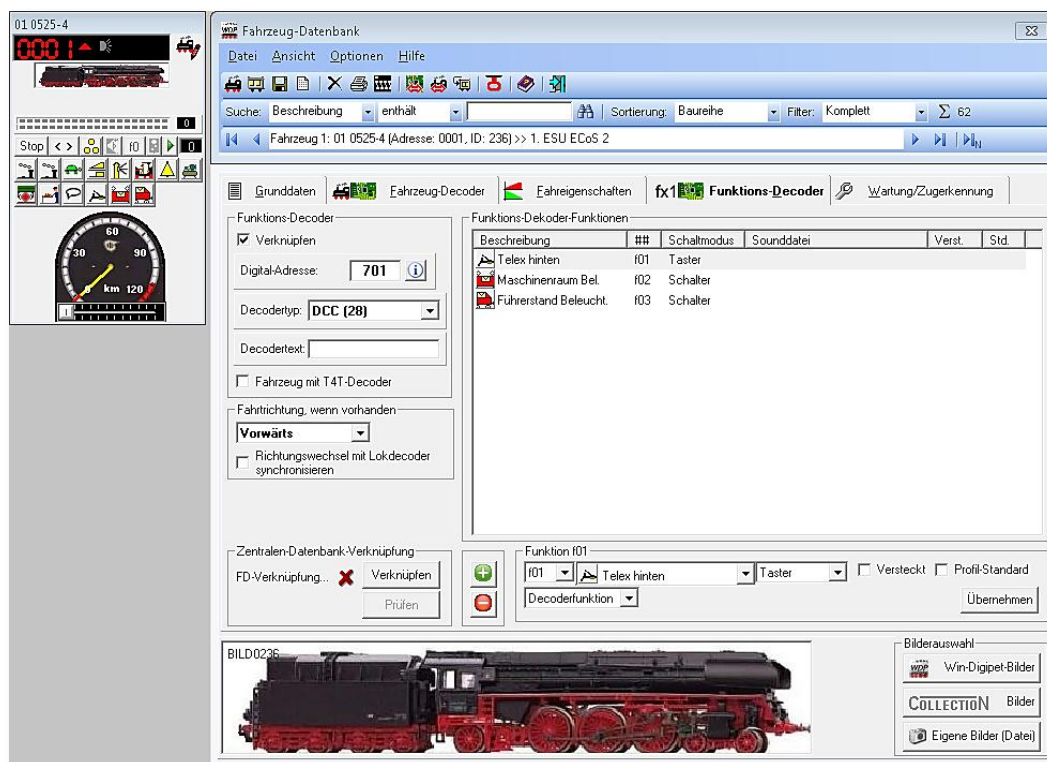 01 0525-4
0001
0
Stop < > f0 0
60
30 90
0 km 120
WDP Fahrzeug-Datenbank
Datei Ansicht Optionen Hilfe
Suche: Beschreibung enthält Sortierung: Baureihe Filter: Komplett Σ 62
Fahrzeug 1: 01 0525-4 (Adresse: 0001, ID: 236) >> 1. ESU ECoS 2 N
Grunddaten Fahrzeug-Decoder Fahreigenschaften fx1 Funktions-Decoder Wartung/Zugerkennung
Funktions-Decoder
Verknüpfen
Digital-Adresse: 701 i
Decodertyp: DCC (28)
Decodertext:
Fahrzeug mit T4T-Decoder
Fahrtrichtung, wenn vorhanden
Vorwärts
Richtungswechsel mit Lokdecoder
synchronisieren
Funktions-Dekoder-Funktionen
Beschreibung ## Schaltmodus Sounddatei Verst. Std.
Telex hinten f01 Taster
Maschinenraum Bel. f02 Schalter
Führerstand Beleucht. f03 Schalter
Zentralen-Datenbank-Verknüpfung
FD-Verknüpfung... Verknüpfen
Prüfen
Funktion f01
f01 Telex hinten Taster Versteckt Profil-Standard
Decoderfunktion Übernehmen
BILD0236
Bilderauswahl
WDP Win-Digipet-Bilder
COLLECTION Bilder
Eigene Bilder (Datei)